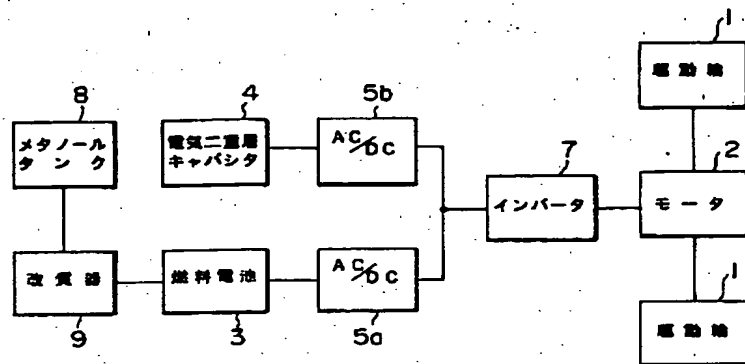 1
駆動輪
8
メタノール
タンク
4
電気二重層
キャパシタ
5b
AC/DC
7
インバータ
2
モータ
改質器
9
燃料電池
3
AC/DC
5a
1
駆動輪